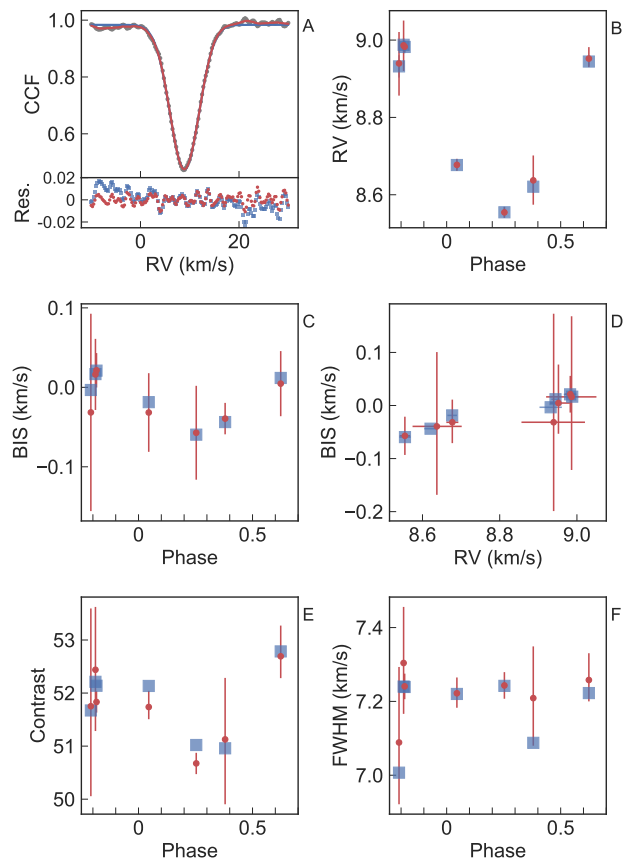 A
1.0
0.8
0.6
CCF
0.02
0
-0.02
Res.
0
20
RV (km/s)
B
9.0
8.8
8.6
RV (km/s)
0
0.5
Phase
C
0.1
0.0
−0.1
BIS (km/s)
0
0.5
Phase
D
0.1
0.0
−0.1
−0.2
BIS (km/s)
8.6
8.8
9.0
RV (km/s)
E
53
52
51
50
Contrast
0
0.5
Phase
F
7.4
7.2
7.0
FWHM (km/s)
0
0.5
Phase